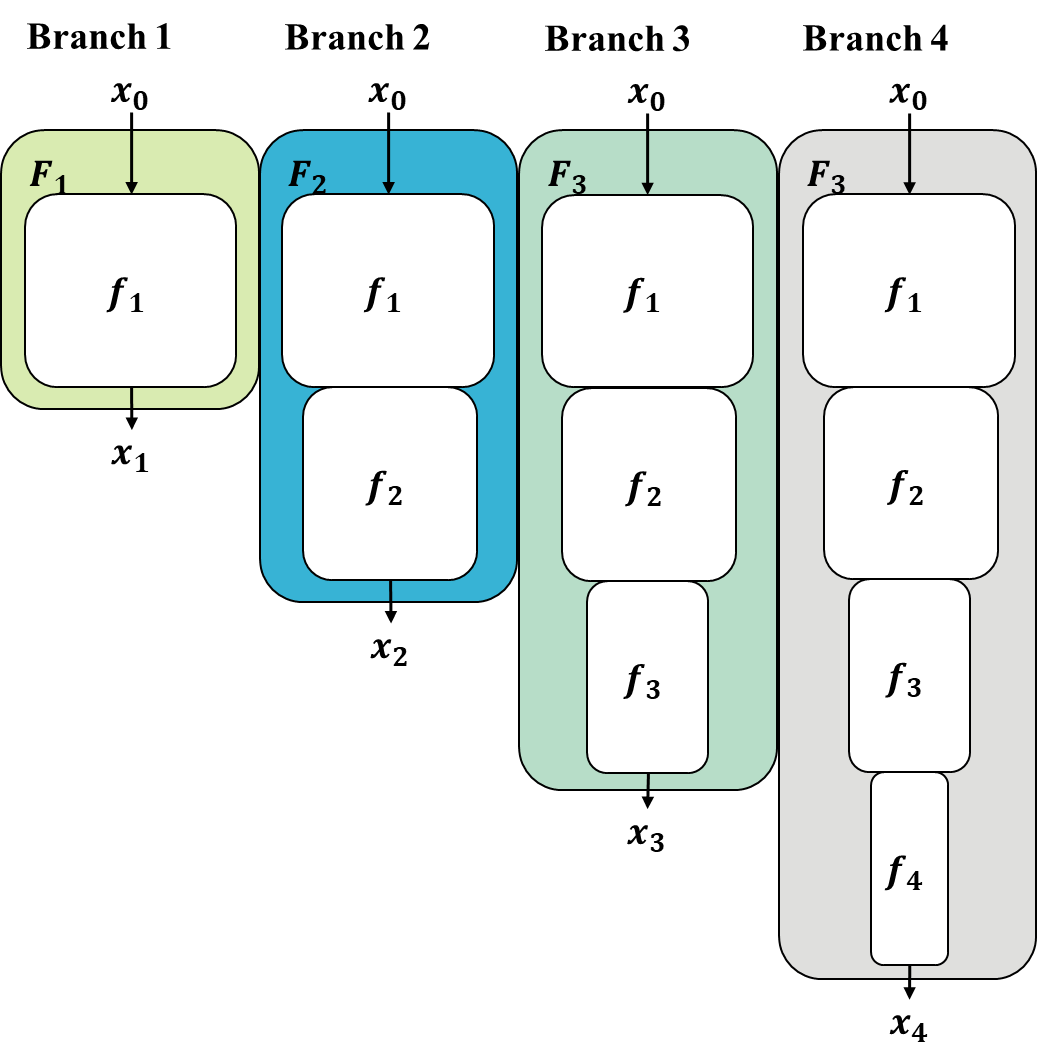 Branch 1 Branch 2 Branch 3 Branch 4
x₀ x₀ x₀ x₀
F₁ F₂ F₃ F₃
f₁ f₁ f₁ f₁
x₁
f₂ f₂ f₂
x₂
f₃ f₃
x₃
f₄
x₄